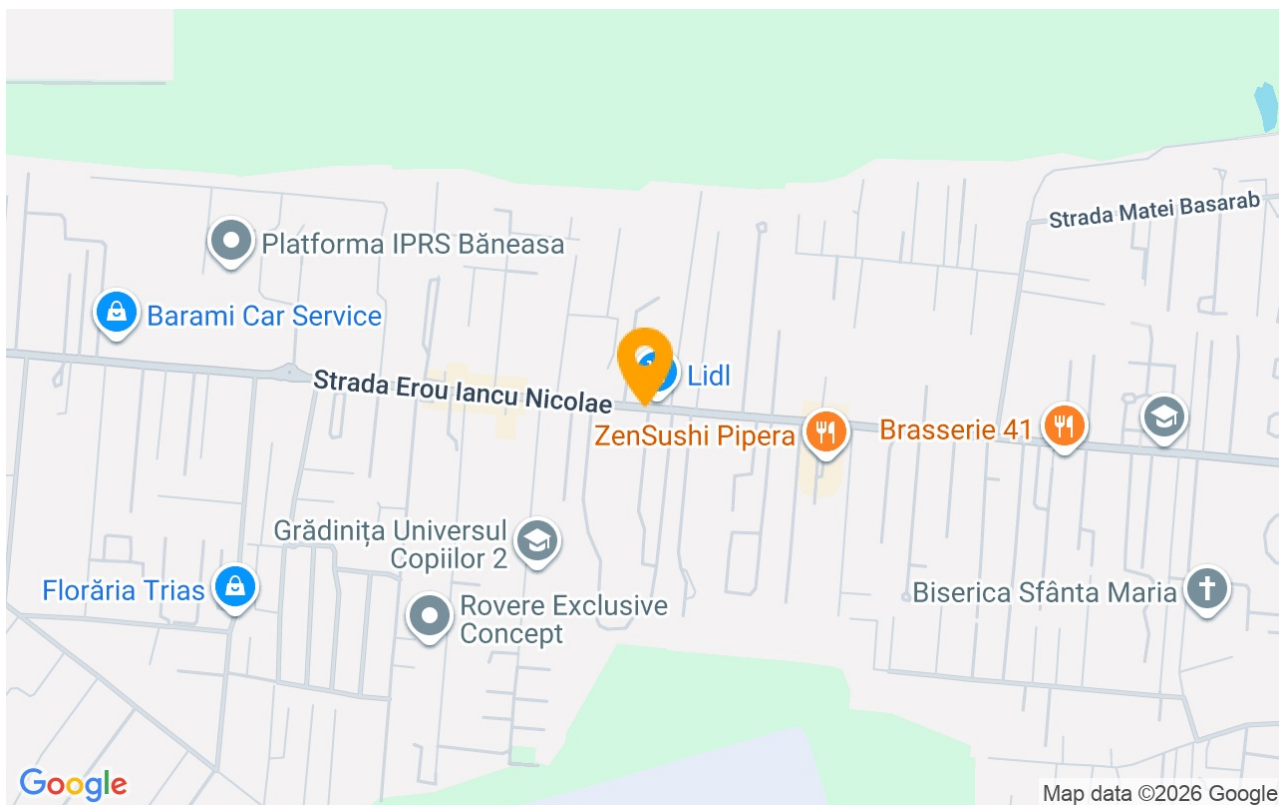 Strada Matei Basarab
Platforma IPRS Băneasa
Barami Car Service
Strada Erou Iancu Nicolae
Lidl
ZenSushi Pipera
Brasserie 41
Grădinița Universul
Copiilor 2
Florăria Trias
Rovere Exclusive
Concept
Biserica Sfânta Maria
Google
Map data ©2026 Google